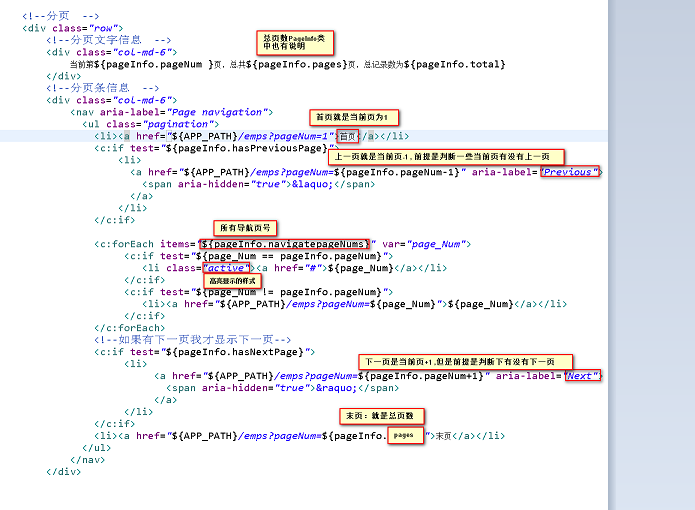 <!--分页 -->
<div class="row">
<!--分页文字信息 -->
总页数PageInfo类
中也有说明
<div class="col-md-6">
当前第${pageInfo.pageNum }页, 总共${pageInfo.pages}页, 总记录数为${pageInfo.total}
</div>
<!--分页条信息 -->
<div class="col-md-6">
<nav aria-label="Page navigation">
首页就是当前页为1
<ul class="pagination">
<li><a href="${APP_PATH}/emps?pageNum=1">首页</a></li>
<c:if test="${pageInfo.hasPreviousPage}">
上一页就是当前页-1, 前提是判断一些当前页有没有上一页
<li>
<a href="${APP_PATH}/emps?pageNum=${pageInfo.pageNum-1}" aria-label="Previous">
<span aria-hidden="true">&laquo;</span>
</a>
</li>
</c:if>
所有导航页号
<c:forEach items="${pageInfo.navigatepageNums}" var="page_Num">
<c:if test="${page_Num == pageInfo.pageNum}">
<li class="active"><a href="#">${page_Num}</a></li>
</c:if>
高亮显示的样式
<c:if test="${page_Num != pageInfo.pageNum}">
<li><a href="${APP_PATH}/emps?pageNum=${page_Num}">${page_Num}</a></li>
</c:if>
</c:forEach>
<!--如果有下一页我才显示下一页-->
<c:if test="${pageInfo.hasNextPage}">
下一页是当前页+1,但是前提是判断下有没有下一页
<li>
<a href="${APP_PATH}/emps?pageNum=${pageInfo.pageNum+1}" aria-label="Next">
<span aria-hidden="true">&raquo;</span>
</a>
</li>
末页: 就是总页数
</c:if>
<li><a href="${APP_PATH}/emps?pageNum=${pageInfo.pages">末页</a></li>
</ul>
</nav>
</div>